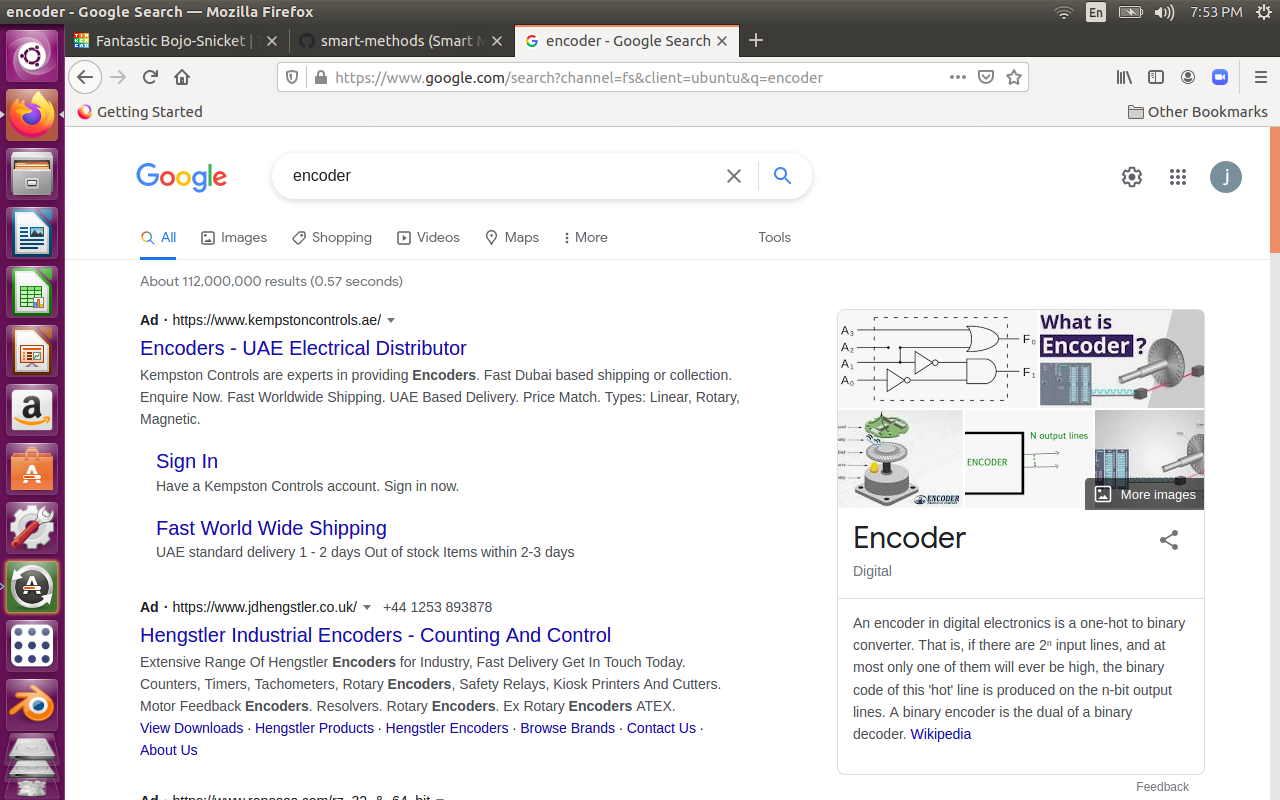 encoder - Google Search — Mozilla Firefox
En
7:53 PM
Fantastic Bojo-Snicket |
smart-methods (Smart M
encoder - Google Search
https://www.google.com/search?channel=fs&client=ubuntu&q=encoder
Getting Started
Other Bookmarks
Google
encoder
j
All
Images
Shopping
Videos
Maps
More
Tools
About 112,000,000 results (0.57 seconds)
Ad · https://www.kempstoncontrols.ae/
Encoders - UAE Electrical Distributor
Kempston Controls are experts in providing Encoders. Fast Dubai based shipping or collection.
Enquire Now. Fast Worldwide Shipping. UAE Based Delivery. Price Match. Types: Linear, Rotary,
Magnetic.
Sign In
Have a Kempston Controls account. Sign in now.
Fast World Wide Shipping
UAE standard delivery 1 - 2 days Out of stock Items within 2-3 days
Ad · https://www.jdhengstler.co.uk/ +44 1253 893878
Hengstler Industrial Encoders - Counting And Control
Extensive Range Of Hengstler Encoders for Industry, Fast Delivery Get In Touch Today.
Counters, Timers, Tachometers, Rotary Encoders, Safety Relays, Kiosk Printers And Cutters.
Motor Feedback Encoders. Resolvers. Rotary Encoders. Ex Rotary Encoders ATEX.
View Downloads · Hengstler Products · Hengstler Encoders · Browse Brands · Contact Us ·
About Us
A₃
A₂
A₁
A₀
F₀
F₁
What is
Encoder ?
ENCODER
N output lines
ENCODER
More images
Encoder
Digital
An encoder in digital electronics is a one-hot to binary
converter. That is, if there are 2ⁿ input lines, and at
most only one of them will ever be high, the binary
code of this 'hot' line is produced on the n-bit output
lines. A binary encoder is the dual of a binary
decoder. Wikipedia
Feedback